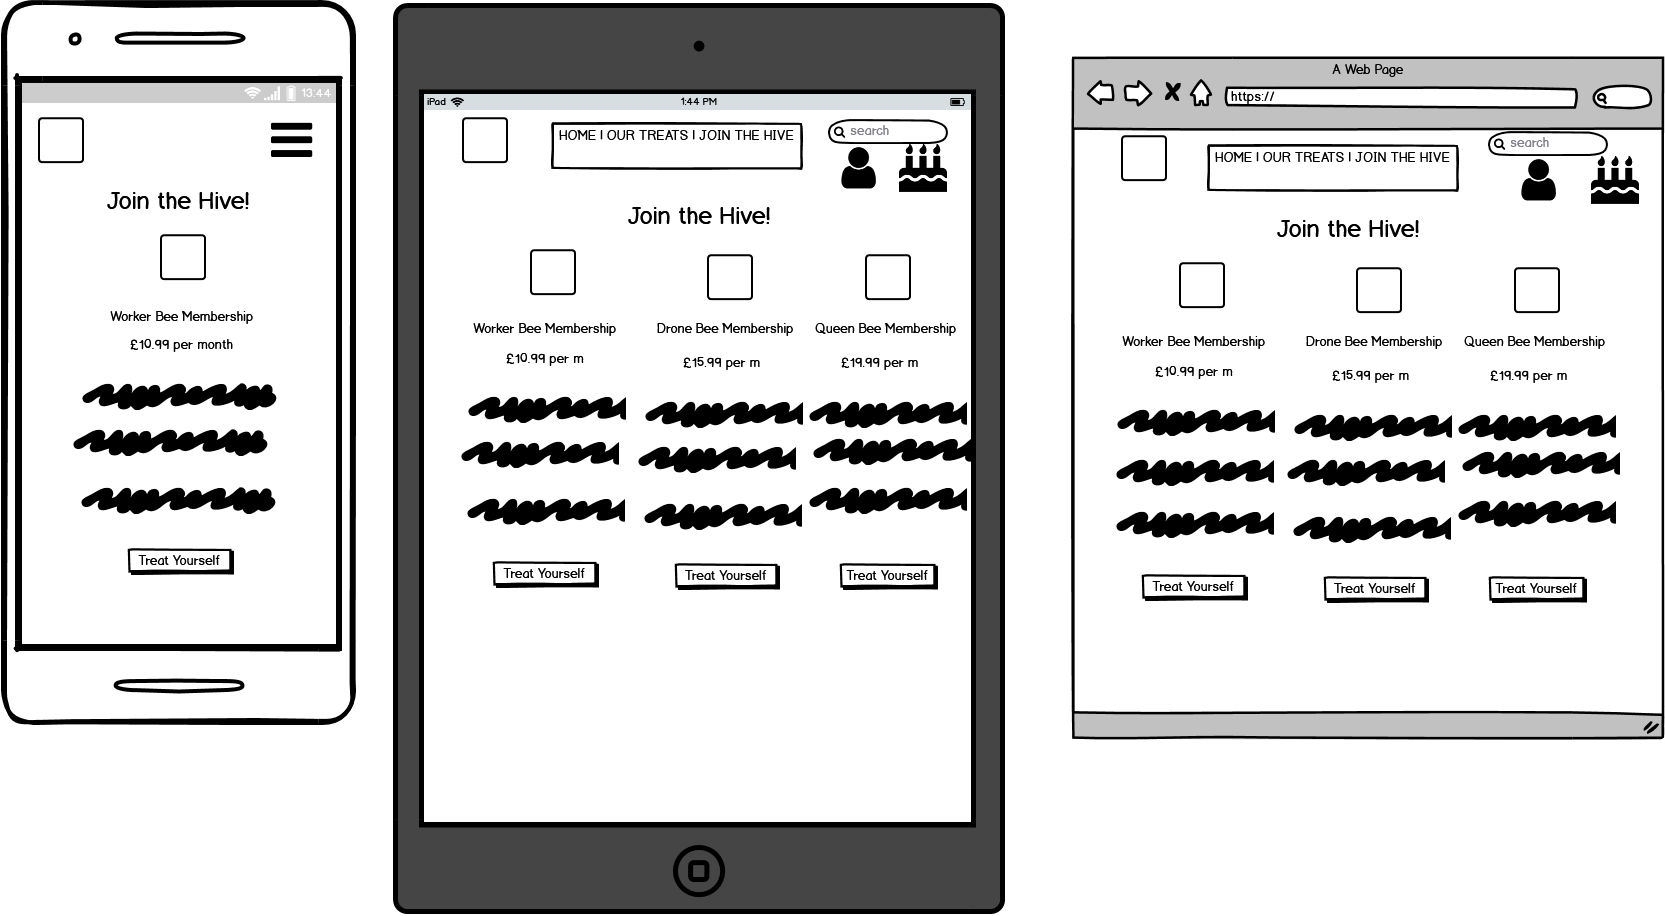 13:44
Join the Hive!
Worker Bee Membership
£10.99 per month
Treat Yourself
iPad
1:44 PM
HOME | OUR TREATS | JOIN THE HIVE
search
Join the Hive!
Worker Bee Membership
£10.99 per m
Drone Bee Membership
£15.99 per m
Queen Bee Membership
£19.99 per m
Treat Yourself
Treat Yourself
Treat Yourself
A Web Page
https://
HOME | OUR TREATS | JOIN THE HIVE
search
Join the Hive!
Worker Bee Membership
£10.99 per m
Drone Bee Membership
£15.99 per m
Queen Bee Membership
£19.99 per m
Treat Yourself
Treat Yourself
Treat Yourself